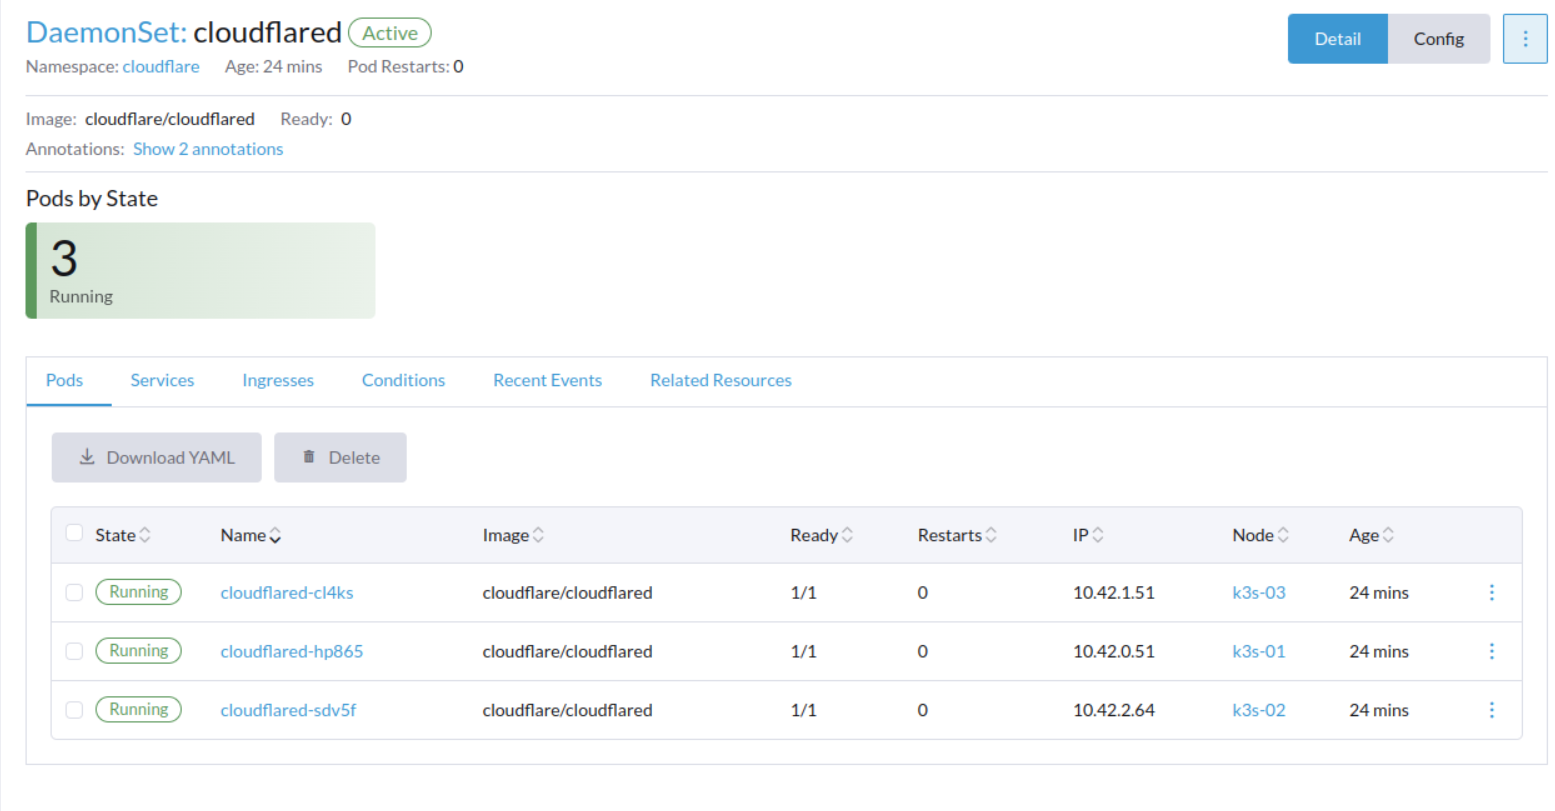 DaemonSet: cloudflared Active
Detail Config
Namespace: cloudflare Age: 24 mins Pod Restarts: 0
Image: cloudflare/cloudflared Ready: 0
Annotations: Show 2 annotations
Pods by State
3
Running
Pods Services Ingresses Conditions Recent Events Related Resources
Download YAML Delete
State Name Image Ready Restarts IP Node Age
Running cloudflared-cl4ks cloudflare/cloudflared 1/1 0 10.42.1.51 k3s-03 24 mins
Running cloudflared-hp865 cloudflare/cloudflared 1/1 0 10.42.0.51 k3s-01 24 mins
Running cloudflared-sdv5f cloudflare/cloudflared 1/1 0 10.42.2.64 k3s-02 24 mins